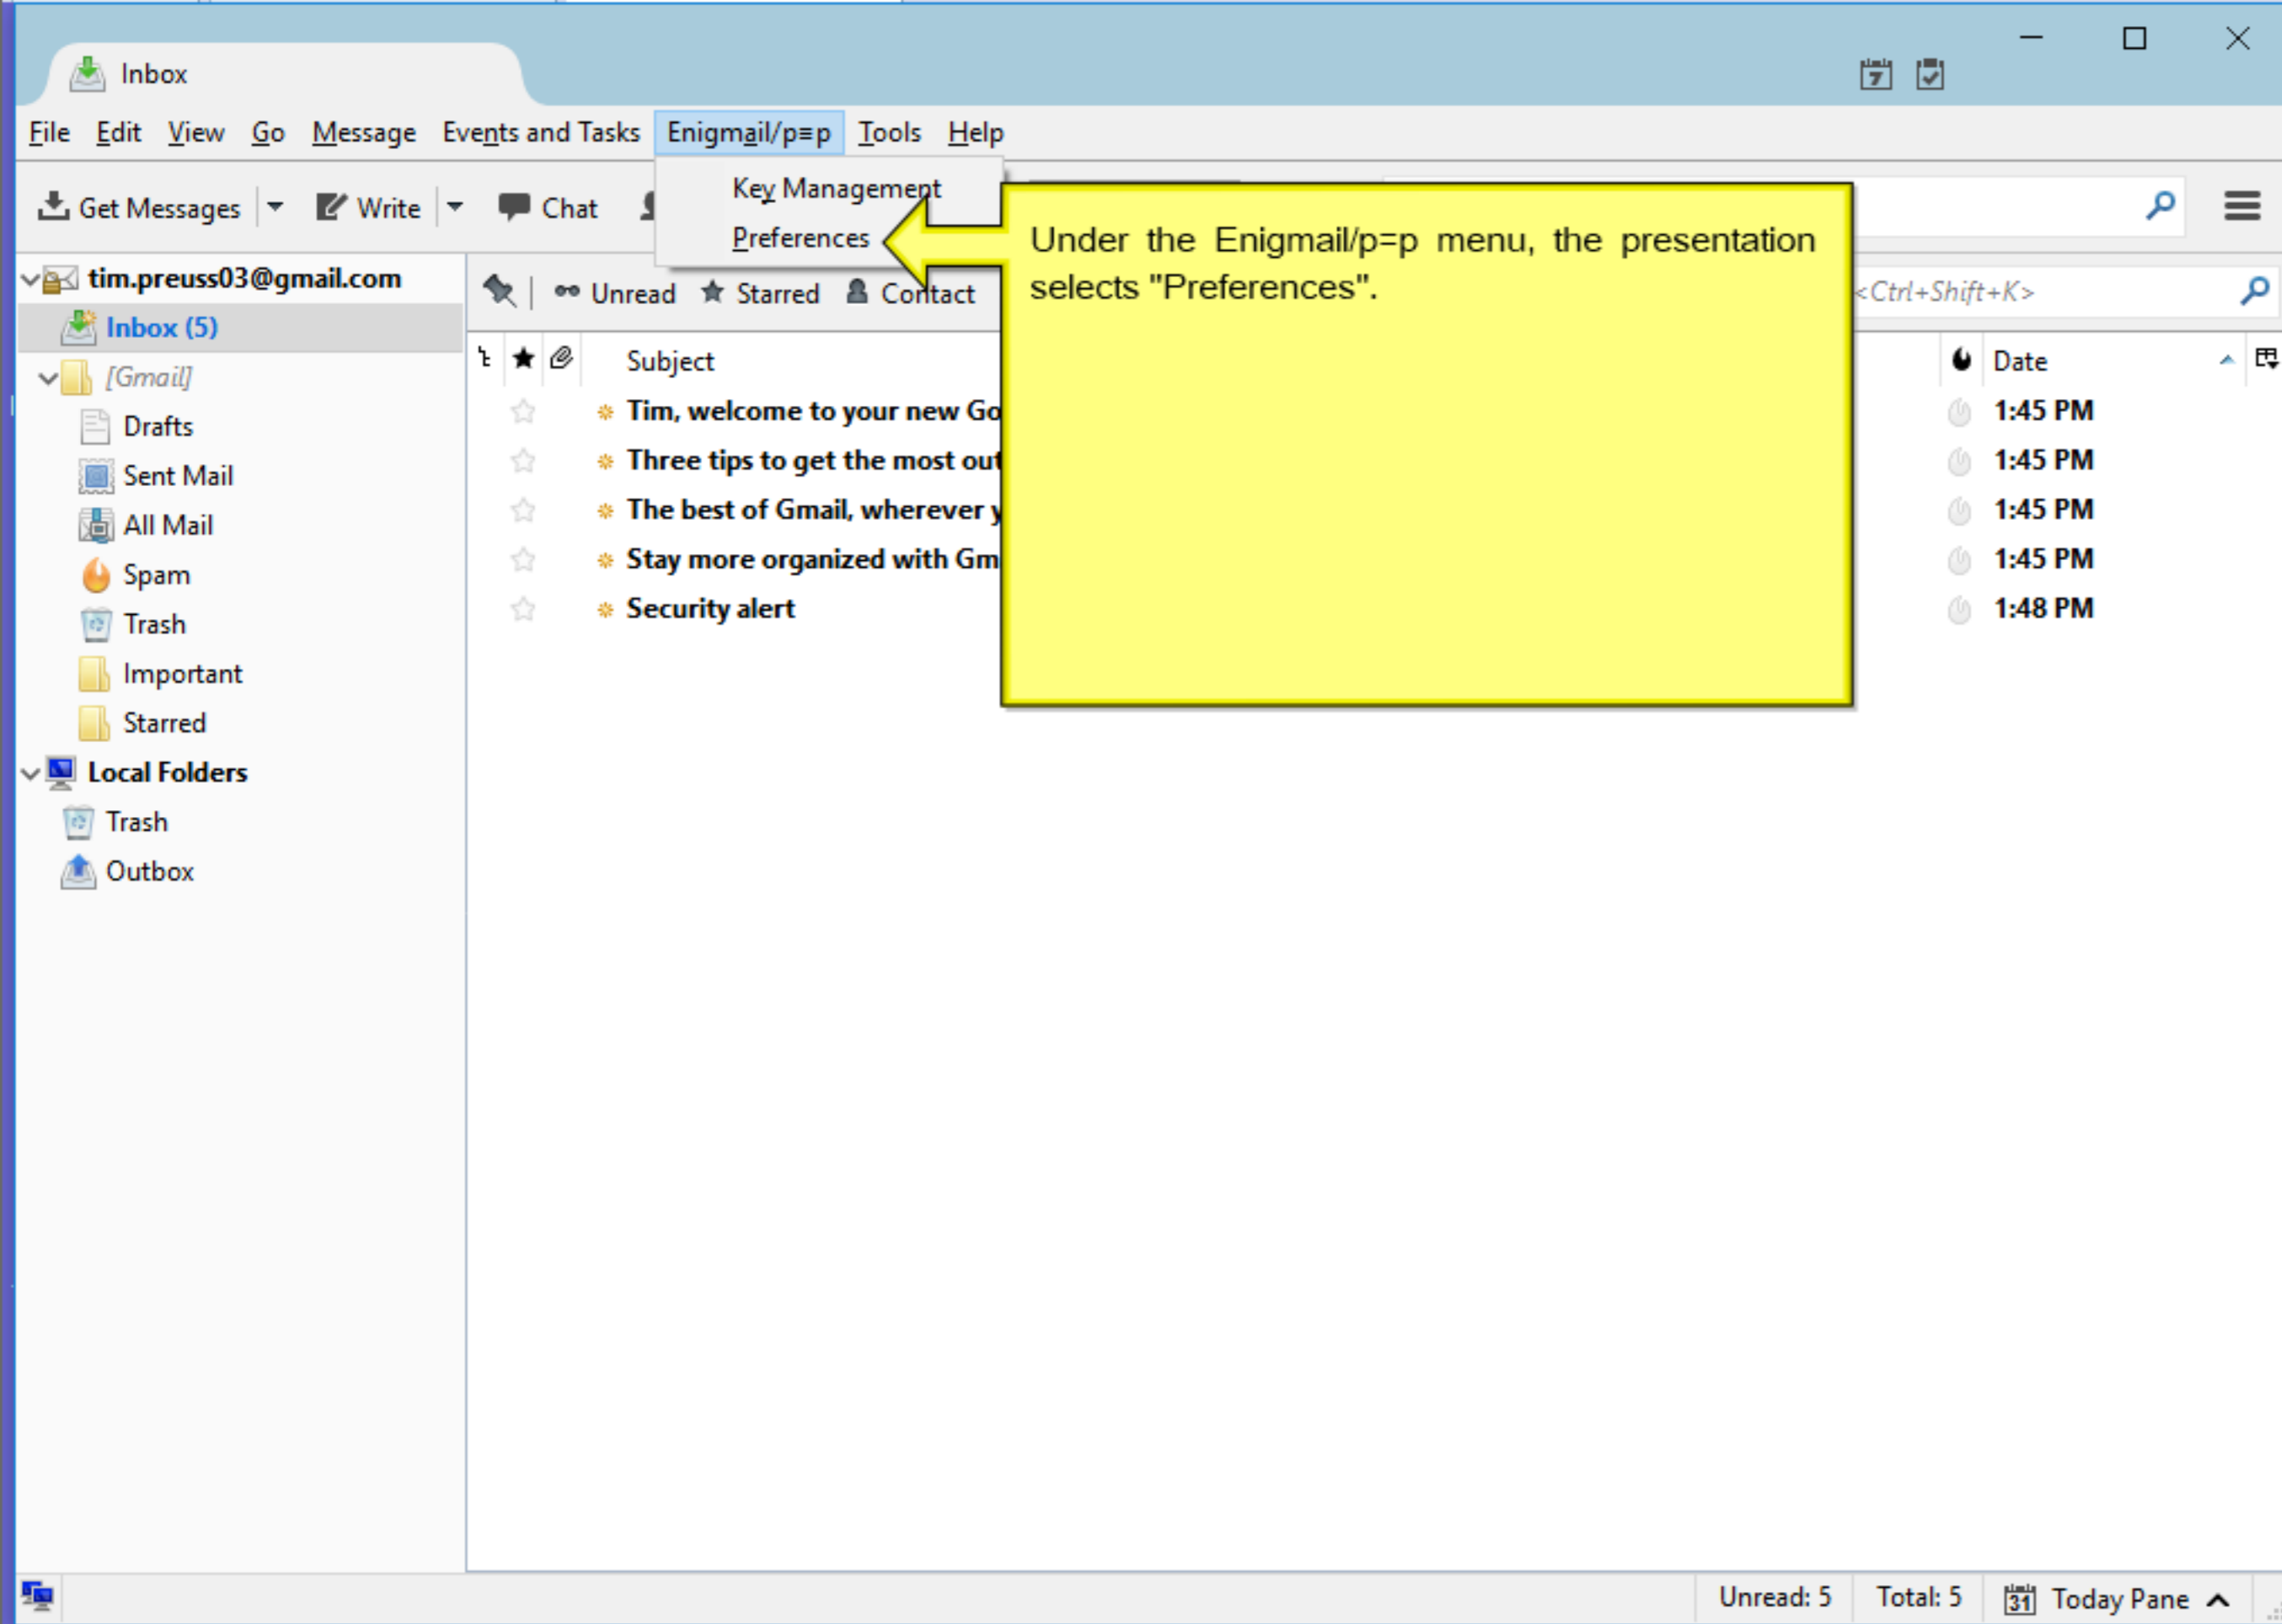 Inbox
7
File Edit View Go Message Events and Tasks Enigmail/p≡p Tools Help
Key Management
Preferences
Get Messages Write Chat
Under the Enigmail/p=p menu, the presentation
selects "Preferences".
tim.preuss03@gmail.com
Unread Starred Contact
<Ctrl+Shift+K>
Inbox (5)
Subject
Date
[Gmail]
Drafts
Sent Mail
All Mail
Spam
Trash
Important
Starred
Local Folders
Trash
Outbox
Tim, welcome to your new Go
1:45 PM
Three tips to get the most out
1:45 PM
The best of Gmail, wherever y
1:45 PM
Stay more organized with Gm
1:45 PM
Security alert
1:48 PM
Unread: 5 Total: 5 31 Today Pane